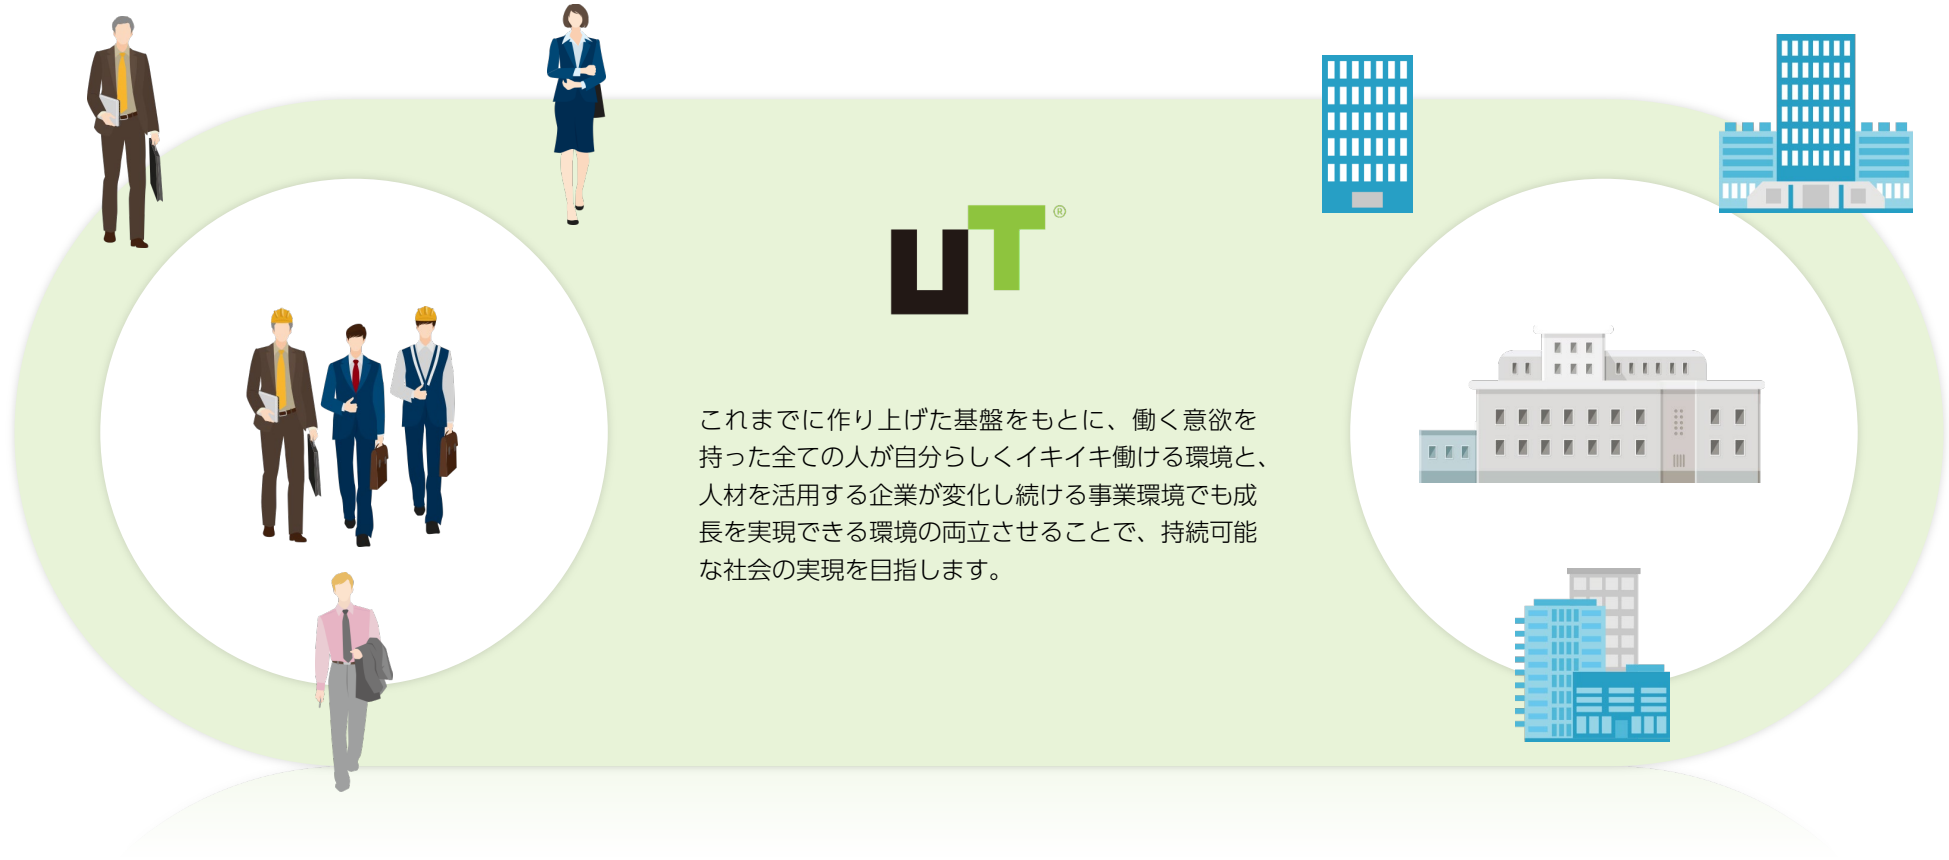 UT®
これまでに作り上げた基盤をもとに、働く意欲を
持った全ての人が自分らしくイキイキ働ける環境と、
人材を活用する企業が変化し続ける事業環境でも成
長を実現できる環境の両立させることで、持続可能
な社会の実現を目指します。